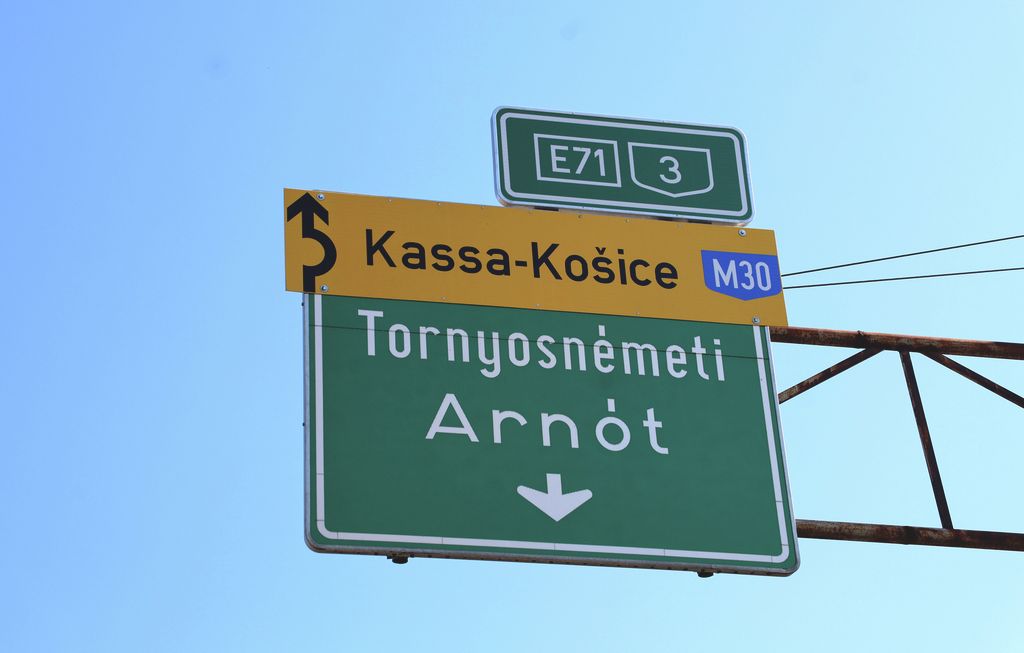 E71 3
Kassa-Košice M30
Tornyosnémeti
Arnót